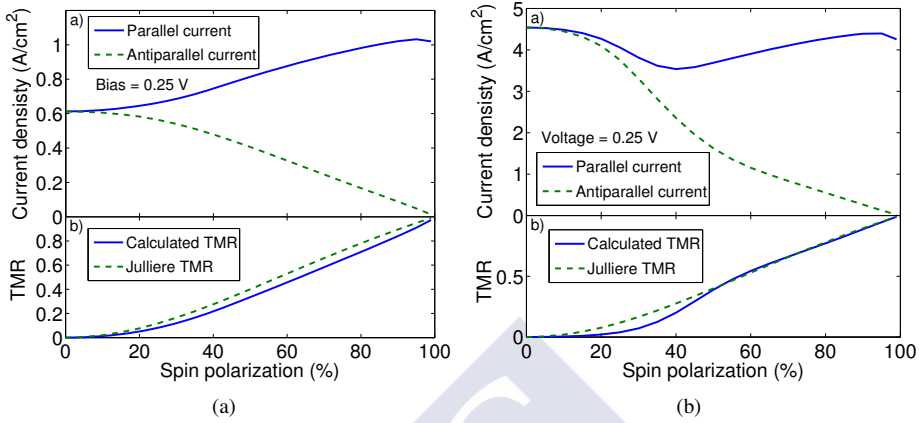 a)
Parallel current
Antiparallel current
Bias = 0.25 V
Current densisty (A/cm²)
1
0.8
0.6
0.4
0.2
0
b)
Calculated TMR
Julliere TMR
TMR
0.8
0.6
0.4
0.2
0
0 20 40 60 80 100
Spin polarization (%)
(a)
a)
Voltage = 0.25 V
Parallel current
Antiparallel current
Current densisty (A/cm²)
5
4
3
2
1
0
b)
Calculated TMR
Julliere TMR
TMR
0.5
0
0 20 40 60 80 100
Spin polarization (%)
(b)